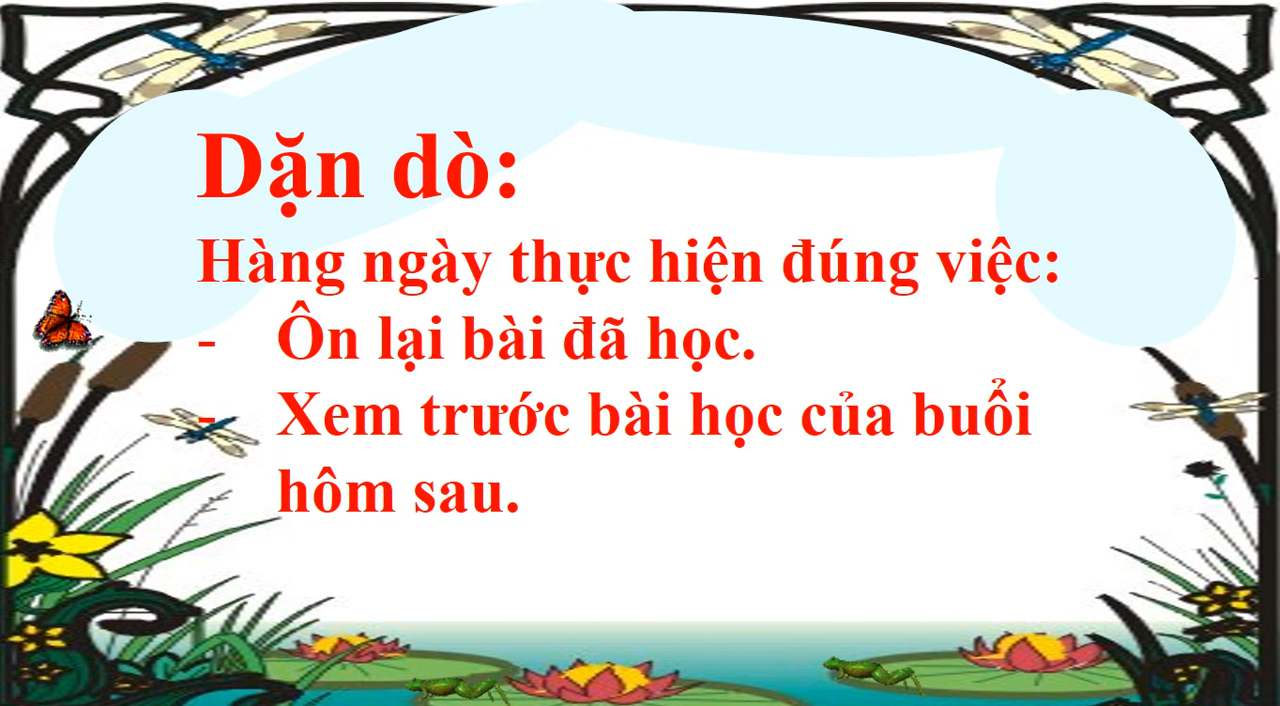 Dặn dò:
Hàng ngày thực hiện đúng việc:
- Ôn lại bài đã học.
- Xem trước bài học của buổi
hôm sau.